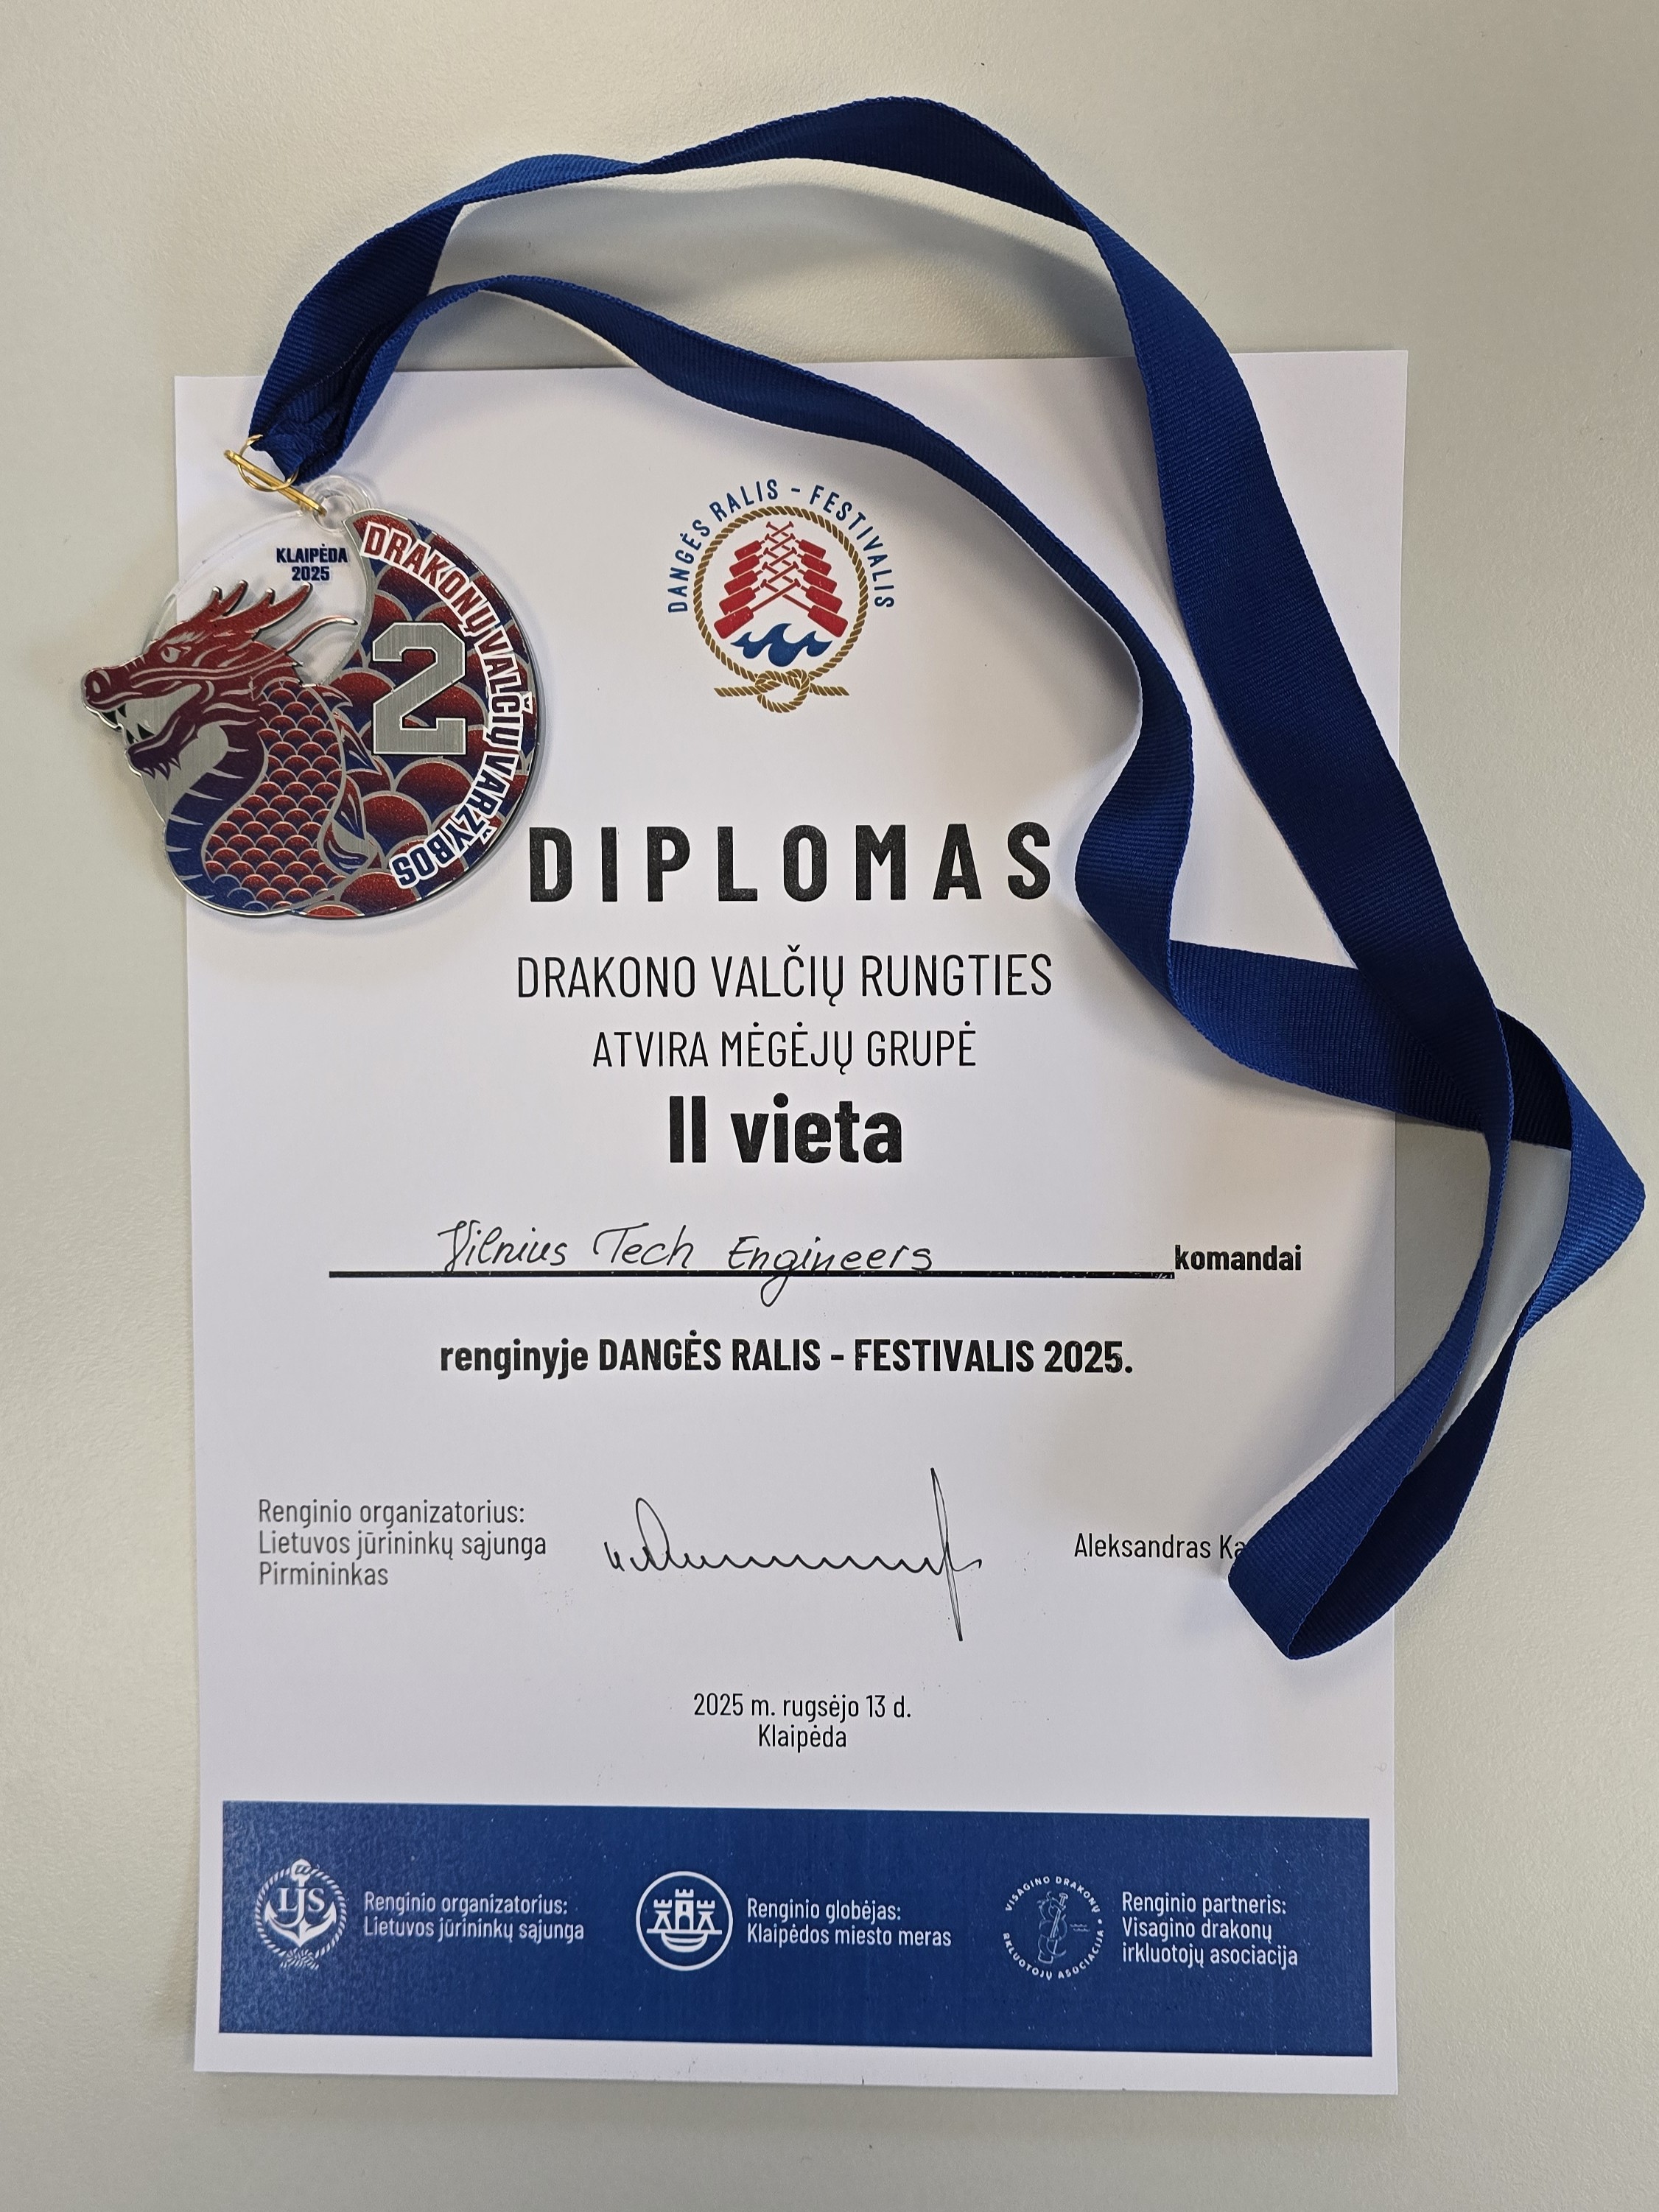 KLAIPĖDA
2025
DRAKONŲ VALČIŲ VARŽYBOS
2
DANGĖS RALIS - FESTIVALIS
DIPLOMAS
DRAKONO VALČIŲ RUNGTIES
ATVIRA MĖGĖJŲ GRUPĖ
II vieta
Vilnius Tech Engineers komandai
renginyje DANGĖS RALIS - FESTIVALIS 2025.
Renginio organizatorius:
Lietuvos jūrininkų sąjunga
Pirmininkas
Aleksandras
2025 m. rugsėjo 13 d.
Klaipėda
LJS
Renginio organizatorius:
Lietuvos jūrininkų sąjunga
Renginio globėjas:
Klaipėdos miesto meras
VISAGINO DRAKONŲ IRKLUOTOJŲ ASOCIACIJA
Renginio partneris:
Visagino drakonų
irkluotojų asociacija